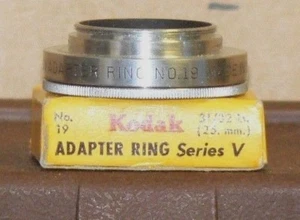 ADAPTER RING NO.19
No.
19
Kodak
31/32 in.
(25. mm.)
ADAPTER RING Series V